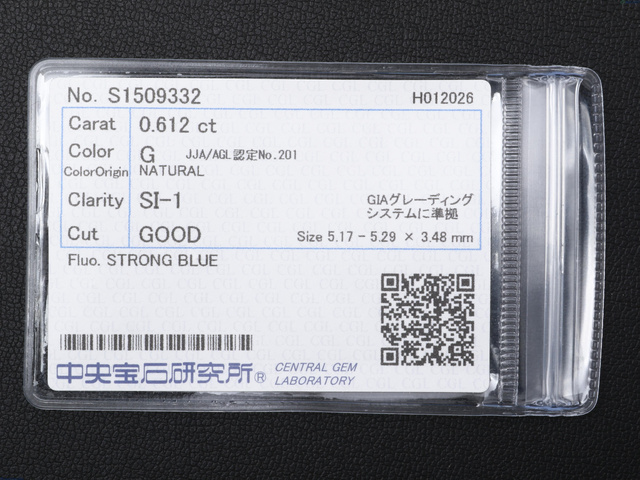 No. S1509332 H012026
Carat 0.612 ct
Color G JJA/AGL認定No.201
ColorOrigin NATURAL
Clarity SI-1 GIAグレーディング
システムに準拠
Cut GOOD Size 5.17 - 5.29 × 3.48 mm
Fluo. STRONG BLUE
中央宝石研究所® CENTRAL GEM
LABORATORY